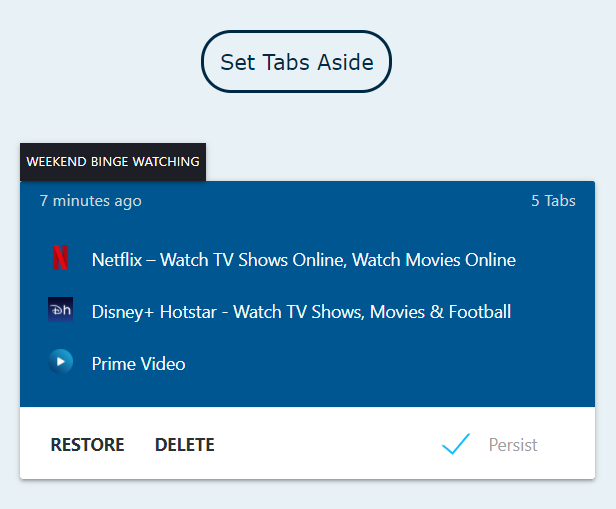 Set Tabs Aside
WEEKEND BINGE WATCHING
7 minutes ago 5 Tabs
Netflix – Watch TV Shows Online, Watch Movies Online
Dh
Disney+ Hotstar - Watch TV Shows, Movies & Football
Prime Video
RESTORE DELETE Persist